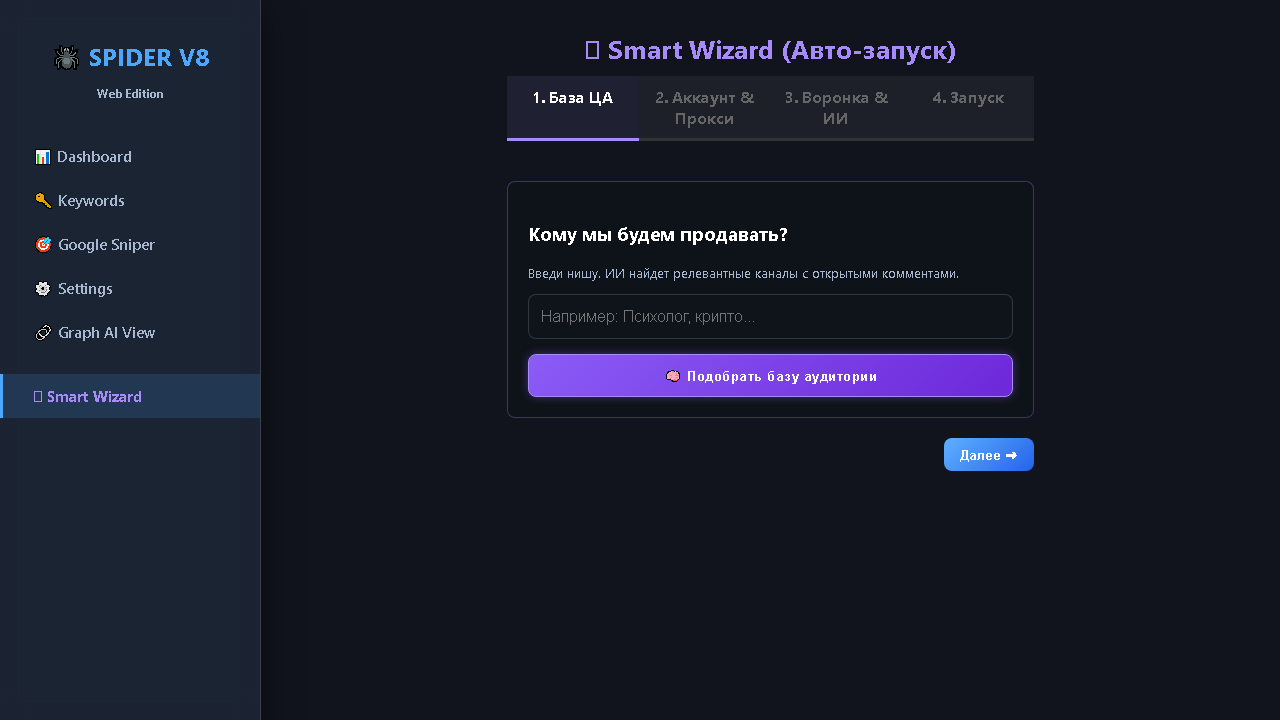 🕷️ SPIDER V8
Web Edition
📊 Dashboard
🔑 Keywords
🎯 Google Sniper
⚙️ Settings
🔗 Graph AI View
Smart Wizard
Smart Wizard (Авто-запуск)
1. База ЦА
2. Аккаунт &
Прокси
3. Воронка &
ИИ
4. Запуск
Кому мы будем продавать?
Введи нишу. ИИ найдет релевантные каналы с открытыми комментами.
Например: Психолог, крипто...
🧠 Подобрать базу аудитории
Далее ➡